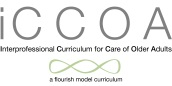 iCCOA
Interprofessional Curriculum for Care of Older Adults
a flourish model curriculum